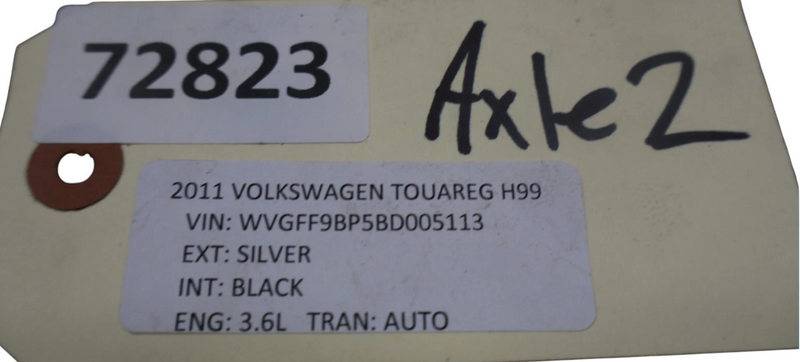 72823
Axle2
2011 VOLKSWAGEN TOUAREG H99
VIN: WVGFF9BP5BD005113
EXT: SILVER
INT: BLACK
ENG: 3.6L TRAN: AUTO